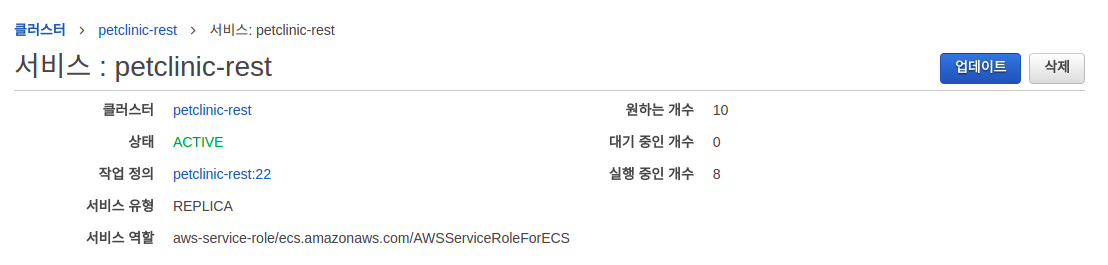 클러스터 > petclinic-rest > 서비스: petclinic-rest
서비스 : petclinic-rest 업데이트 삭제
클러스터 petclinic-rest 원하는 개수 10
상태 ACTIVE 대기 중인 개수 0
작업 정의 petclinic-rest:22 실행 중인 개수 8
서비스 유형 REPLICA
서비스 역할 aws-service-role/ecs.amazonaws.com/AWSServiceRoleForECS